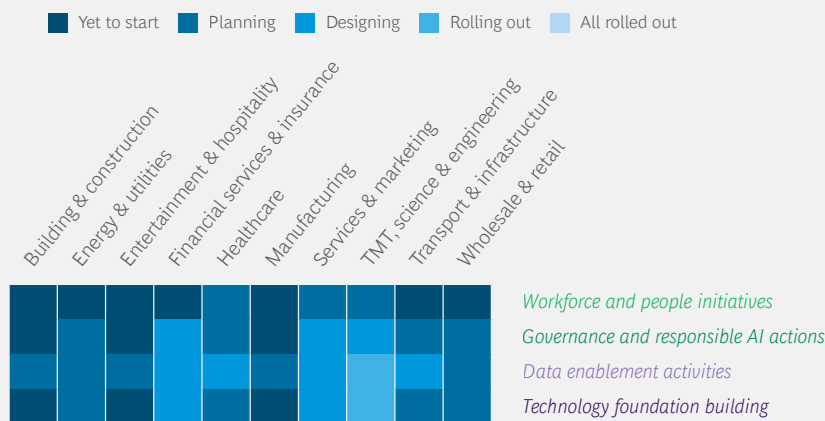 Yet to start
Planning
Designing
Rolling out
All rolled out
Building & construction
Energy & utilities
Entertainment & hospitality
Financial services & insurance
Healthcare
Manufacturing
Services & marketing
TMT, science & engineering
Transport & infrastructure
Wholesale & retail
Workforce and people initiatives
Governance and responsible AI actions
Data enablement activities
Technology foundation building